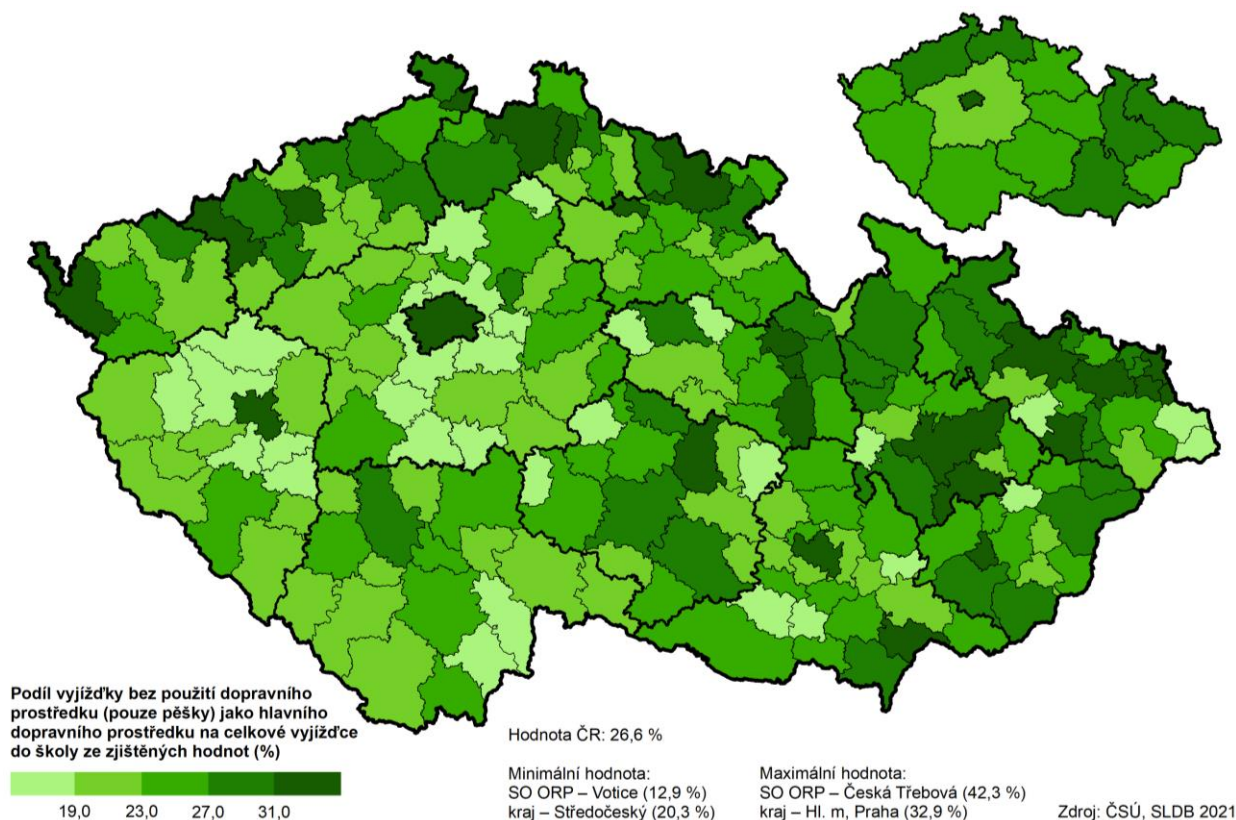 Podíl vyjížďky bez použití dopravního
prostředku (pouze pěšky) jako hlavního
dopravního prostředku na celkové vyjížďce
do školy ze zjištěných hodnot (%)
19,0 23,0 27,0 31,0
Hodnota ČR: 26,6 %
Minimální hodnota:
SO ORP – Votice (12,9 %)
kraj – Středočeský (20,3 %)
Maximální hodnota:
SO ORP – Česká Třebová (42,3 %)
kraj – Hl. m, Praha (32,9 %)
Zdroj: ČSÚ, SLDB 2021